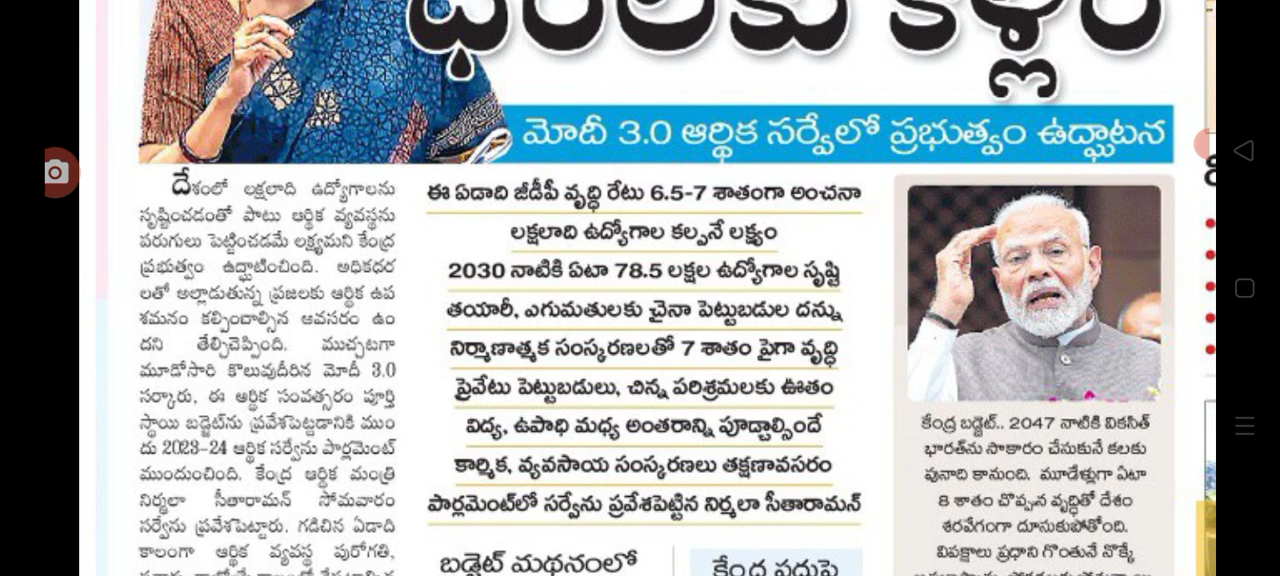 ధరలకు కళ్లెం
మోదీ 3.0 ఆర్థిక సర్వేలో ప్రభుత్వం ఉద్ఘాటన
దేశంలో లక్షలాది ఉద్యోగాలను
సృష్టించడంతో పాటు ఆర్థిక వ్యవస్థను
పరుగులు పెట్టించడమే లక్ష్యమని కేంద్ర
ప్రభుత్వం ఉద్ఘాటించింది. అధికధర
లతో అల్లాడుతున్న ప్రజలకు ఆర్థిక ఉప
శమనం కల్పించాల్సిన ఆవసరం ఉం
దని తేల్చిచెప్పింది. ముచ్చటగా
మూడోసారి కొలువుదీరిన మోదీ 3.0
సర్కారు, ఈ ఆర్థిక సంవత్సరం పూర్తి
స్థాయి బడ్జెట్‌ను ప్రవేశపెట్టడానికి ముం
దు 2023–24 ఆర్థిక సర్వేను పార్లమెంట్
ముందుంచింది. కేంద్ర ఆర్థిక మంత్రి
నిర్మలా సీతారామన్ సోమవారం
సర్వేను ప్రవేశపెట్టారు. గడిచిన ఏడాది
కాలంగా ఆర్థిక వ్యవస్థ పురోగతి,
ఈ ఏడాది జీడీపీ వృద్ధి రేటు 6.5-7 శాతంగా అంచనా
లక్షలాది ఉద్యోగాల కల్పనే లక్ష్యం
2030 నాటికి ఏటా 78.5 లక్షల ఉద్యోగాల సృష్టి
తయారీ, ఎగుమతులకు చైనా పెట్టుబడుల దన్ను
నిర్మాణాత్మక సంస్కరణలతో 7 శాతం పైగా వృద్ధి
ప్రైవేటు పెట్టుబడులు, చిన్న పరిశ్రమలకు ఊతం
విద్య, ఉపాధి మధ్య అంతరాన్ని పూడ్చాల్సిందే
కార్మిక, వ్యవసాయ సంస్కరణలు తక్షణావసరం
పార్లమెంట్‌లో సర్వేను ప్రవేశపెట్టిన నిర్మలా సీతారామన్
బడ్జెట్ మథనంలో
కేంద్ర పద్దుపై
కేంద్ర బడ్జెట్.. 2047 నాటికి వికసిత్
భారత్‌ను సాకారం చేసుకునే కలకు
పునాది కానుంది. మూడేళ్లుగా ఏటా
8 శాతం చొప్పన వృద్ధితో దేశం
శరవేగంగా దూసుకుపోతోంది.
విపక్షాలు ప్రధాని గొంతునే నొక్కే